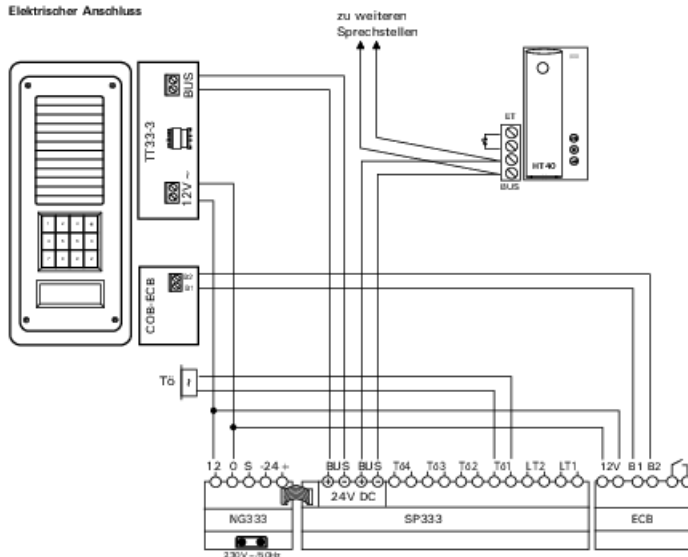 Elektrischer Anschluss
zu weiteren
Sprechstellen
BUS
TT33-3
12V ~
ET
HT40
BUS
COB-ECB
B2
B1
Tö
12 0 S -24 +
BUS BUS Tö4 Tö3 Tö2 Tö1 LT2 LT1
12V B1 B2
24V DC
NG333
SP333
ECB
230V ~50Hz